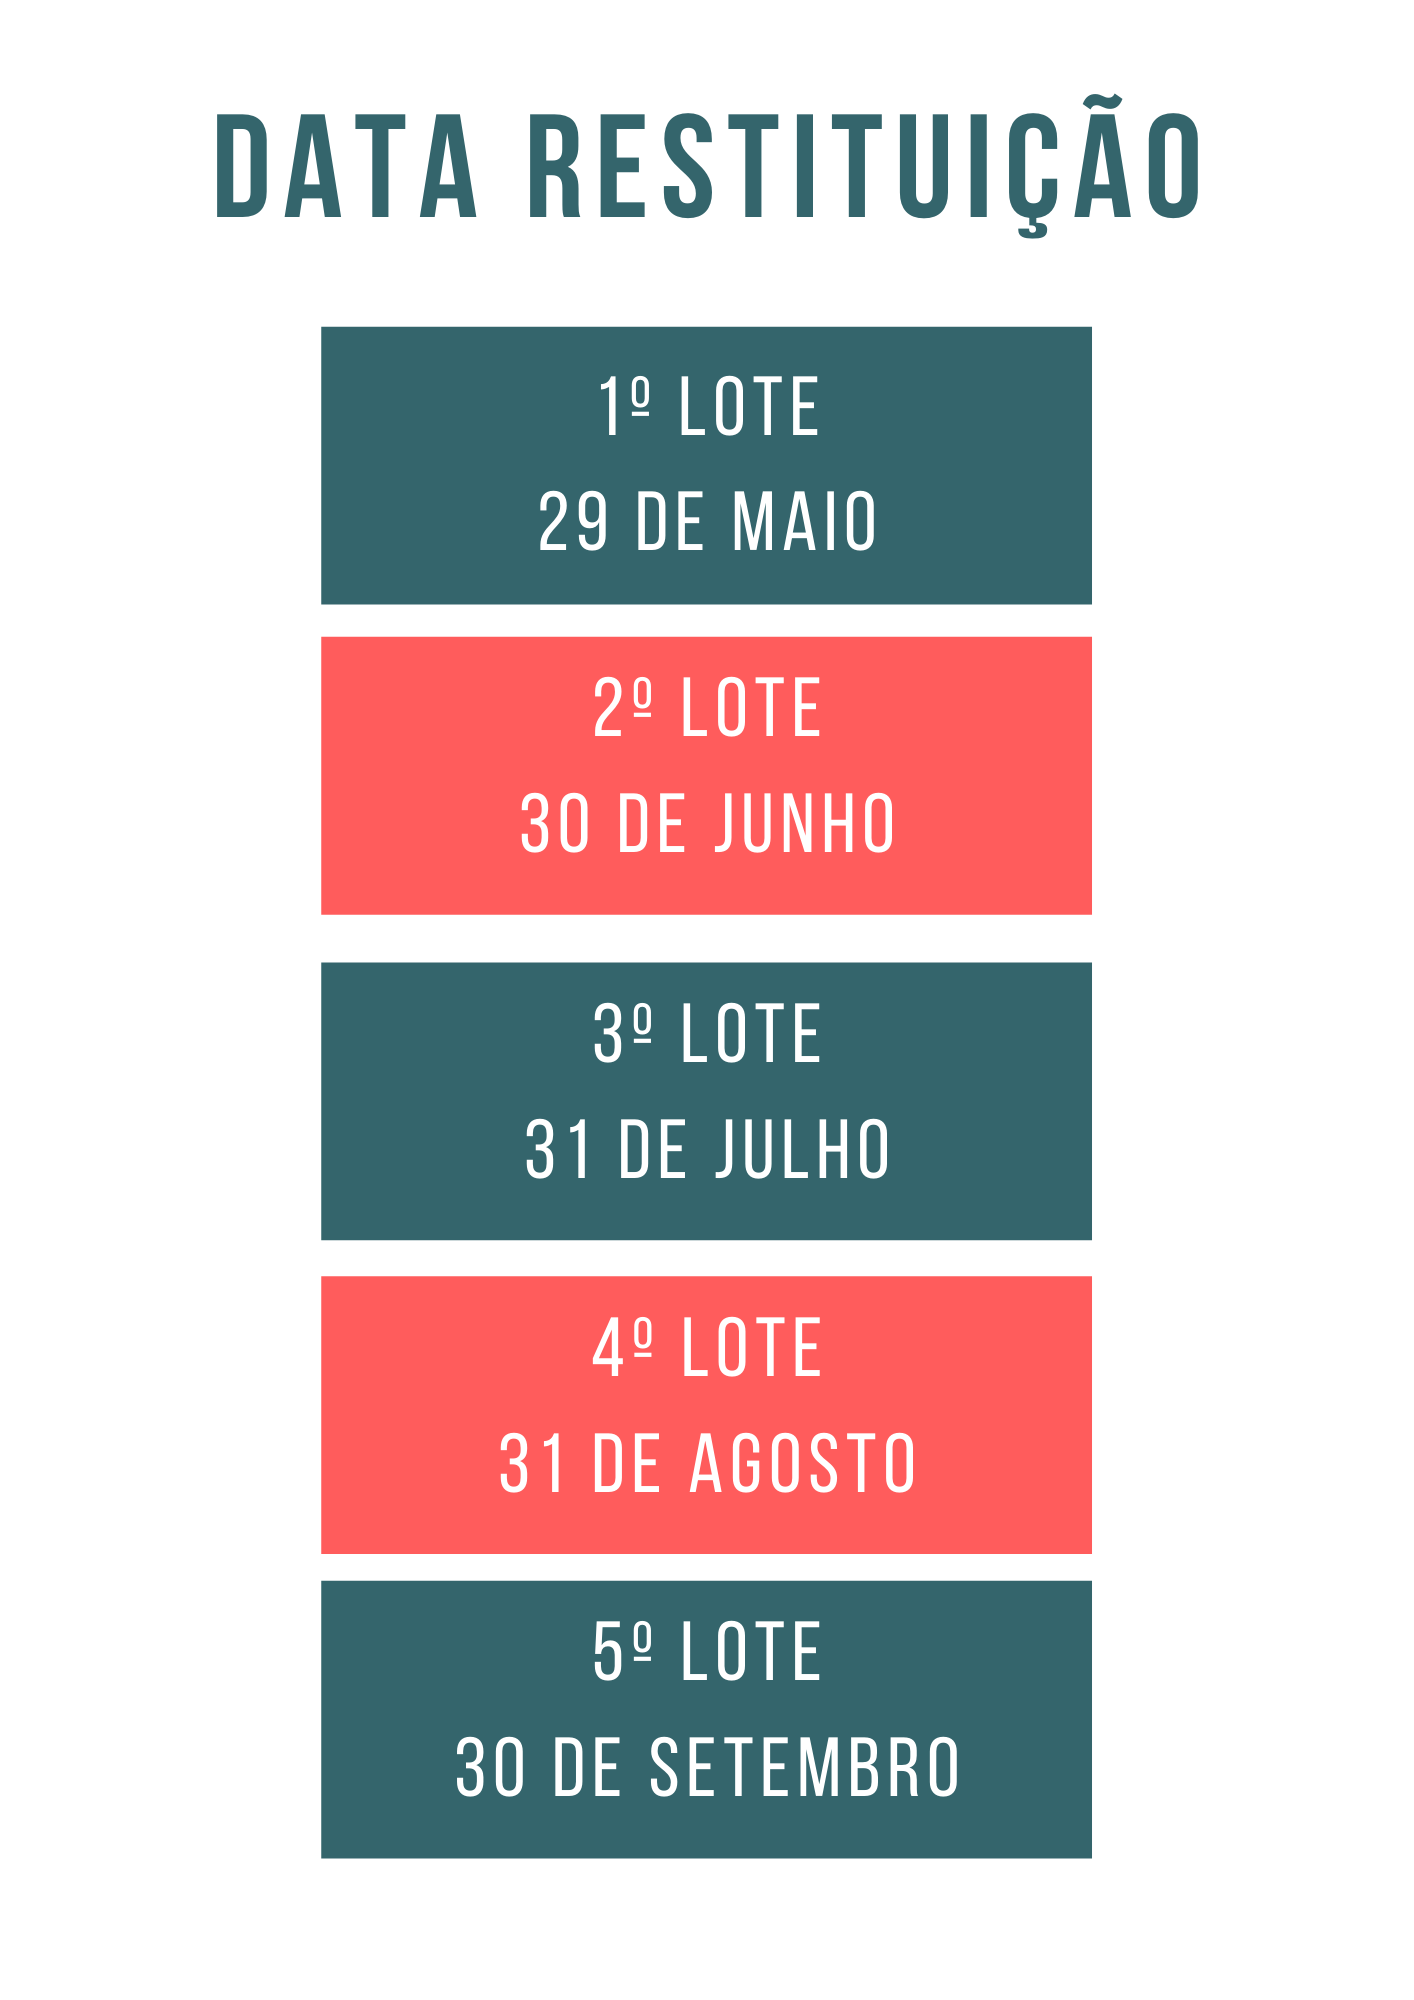 DATA RESTITUIÇÃO
1º LOTE
29 DE MAIO
2º LOTE
30 DE JUNHO
3º LOTE
31 DE JULHO
4º LOTE
31 DE AGOSTO
5º LOTE
30 DE SETEMBRO